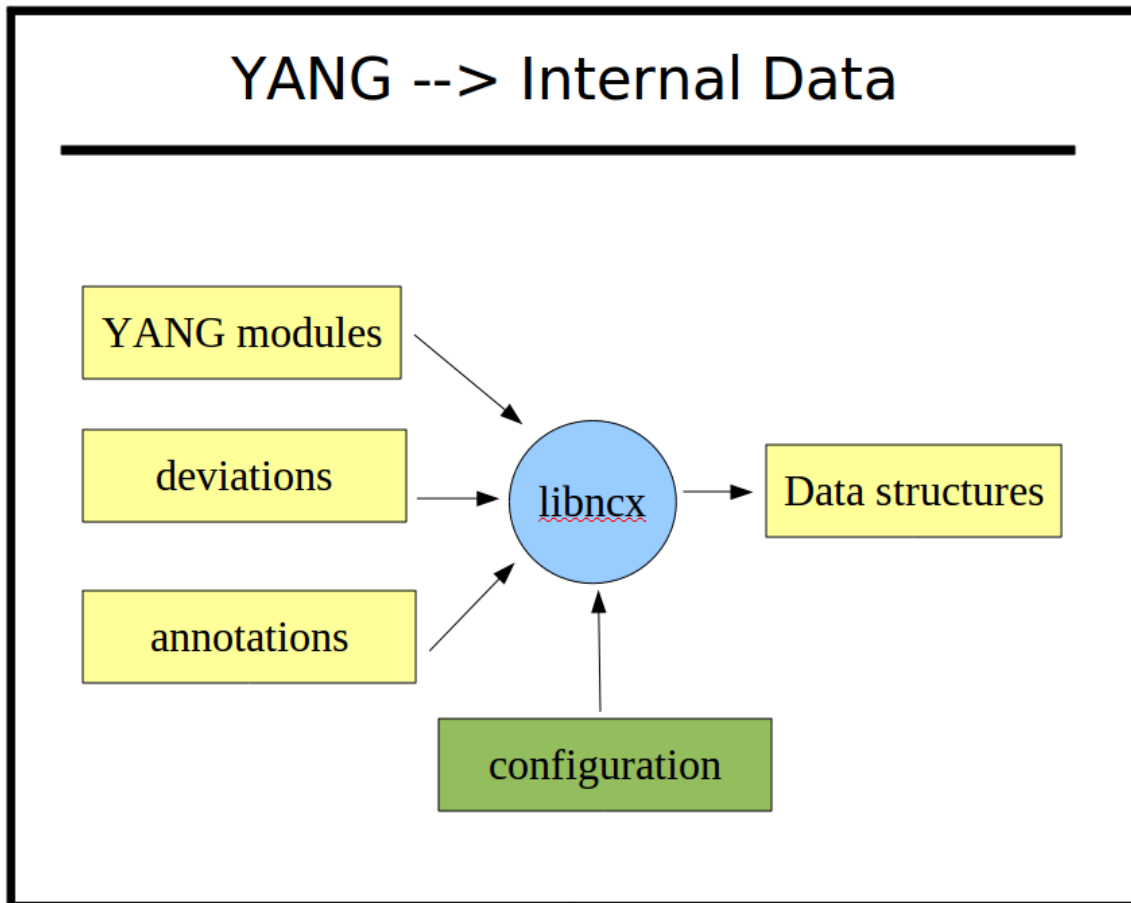 YANG --> Internal Data
YANG modules
deviations
libncx
Data structures
annotations
configuration